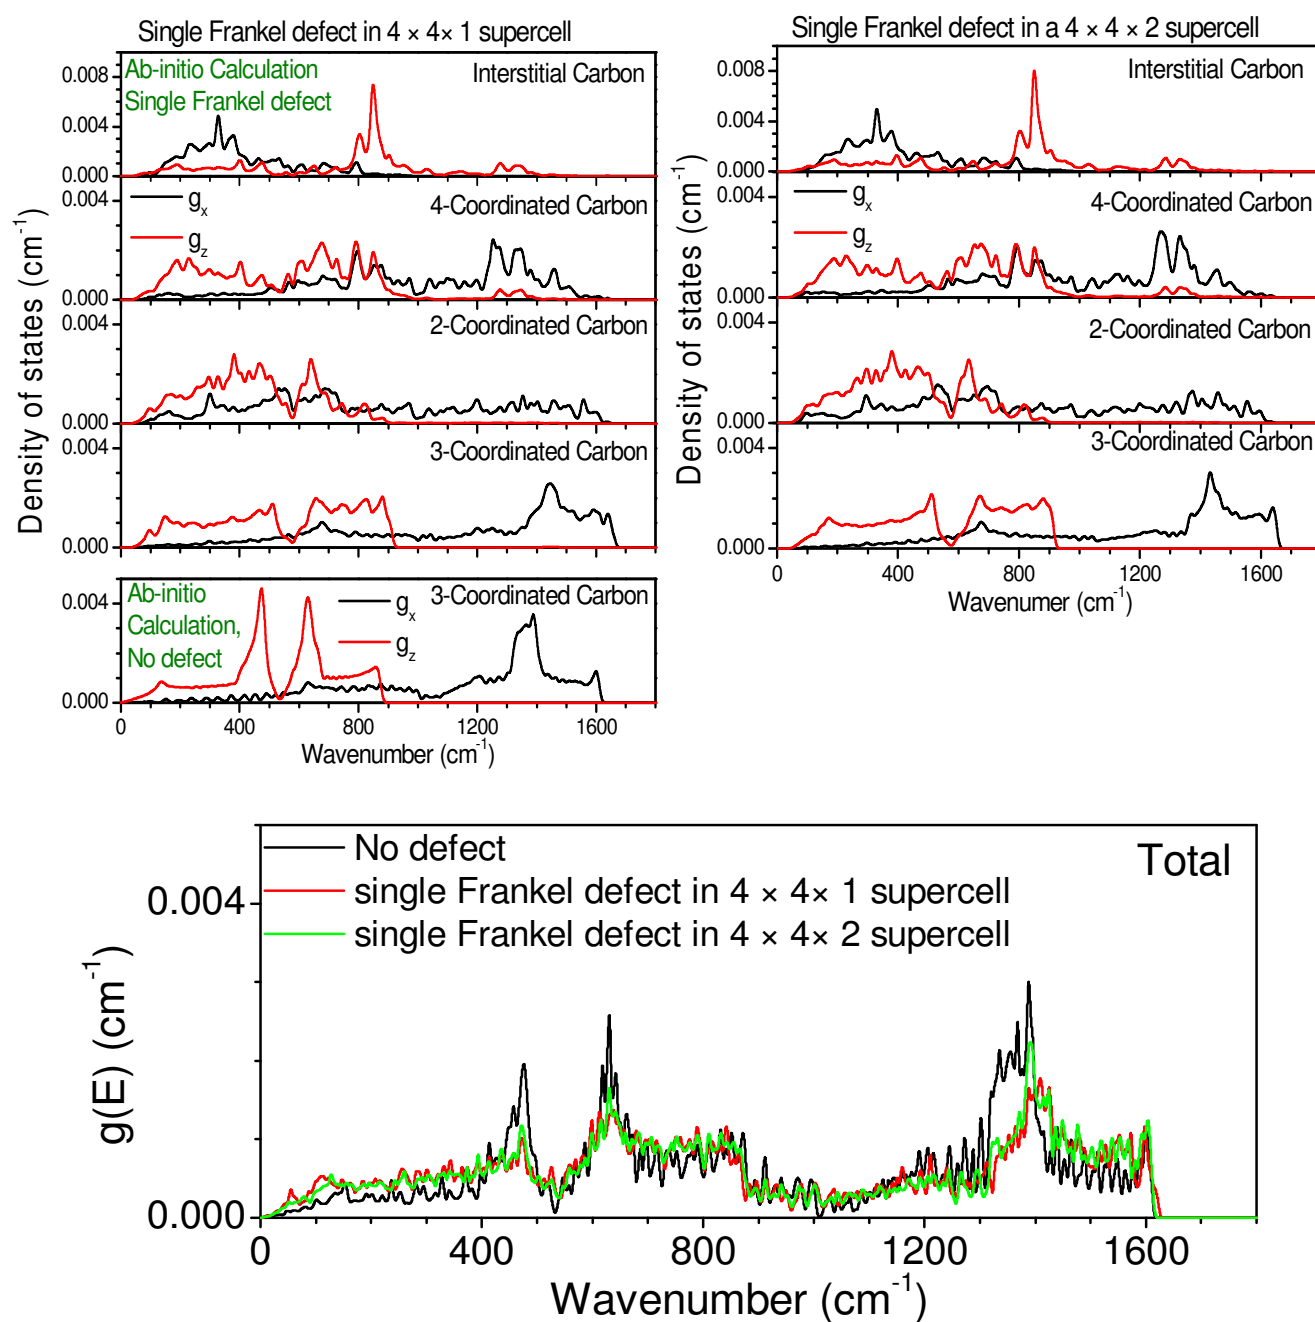 Single Frankel defect in 4 × 4× 1 supercell
Ab-initio Calculation
Single Frankel defect
Interstitial Carbon
0.008
0.004
0.000
g_x
g_z
4-Coordinated Carbon
0.004
0.000
2-Coordinated Carbon
0.004
0.000
3-Coordinated Carbon
0.004
0.000
Density of states (cm⁻¹)
Ab-initio
Calculation,
No defect
g_x
g_z
3-Coordinated Carbon
0.004
0.000
0 400 800 1200 1600
Wavenumber (cm⁻¹)
Single Frankel defect in a 4 × 4 × 2 supercell
Interstitial Carbon
0.008
0.004
0.000
g_x
g_z
4-Coordinated Carbon
0.004
0.000
2-Coordinated Carbon
0.004
0.000
3-Coordinated Carbon
0.004
0.000
Density of states (cm⁻¹)
0 400 800 1200 1600
Wavenumer (cm⁻¹)
No defect
single Frankel defect in 4 × 4× 1 supercell
single Frankel defect in 4 × 4× 2 supercell
Total
0.004
0.000
g(E) (cm⁻¹)
0 400 800 1200 1600
Wavenumber (cm⁻¹)